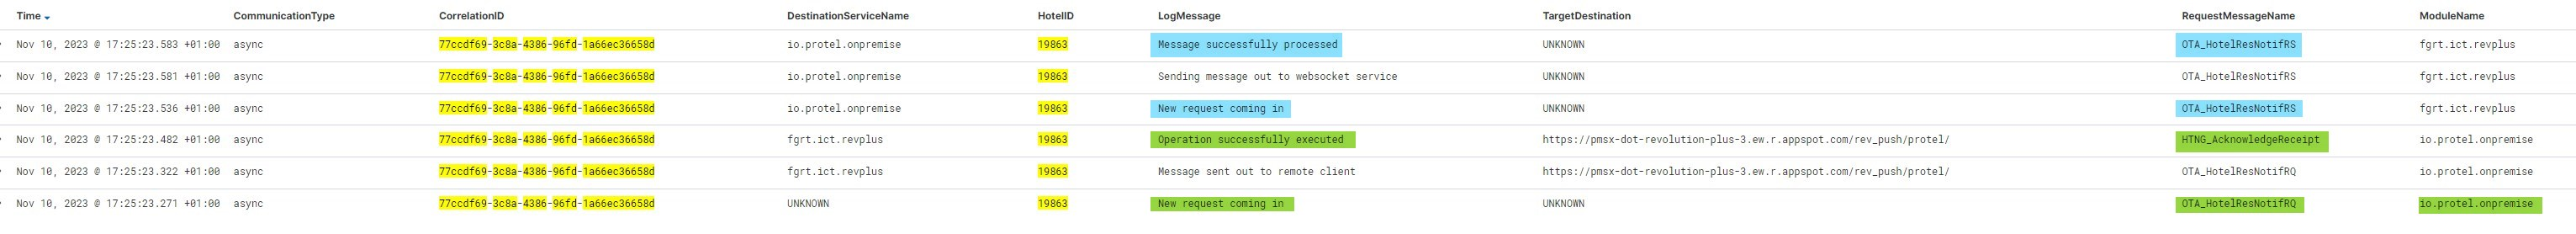 Time CommunicationType CorrelationID DestinationServiceName HotelID LogMessage TargetDestination RequestMessageName ModuleName
Nov 10, 2023 @ 17:25:23.583 +01:00 async 77ccdf69-3c8a-4386-96fd-1a66ec36658d io.protel.onpremise 19863 Message successfully processed UNKNOWN OTA_HotelResNotifRS fgrt.ict.revplus
Nov 10, 2023 @ 17:25:23.581 +01:00 async 77ccdf69-3c8a-4386-96fd-1a66ec36658d io.protel.onpremise 19863 Sending message out to websocket service UNKNOWN OTA_HotelResNotifRS fgrt.ict.revplus
Nov 10, 2023 @ 17:25:23.536 +01:00 async 77ccdf69-3c8a-4386-96fd-1a66ec36658d io.protel.onpremise 19863 New request coming in UNKNOWN OTA_HotelResNotifRS fgrt.ict.revplus
Nov 10, 2023 @ 17:25:23.482 +01:00 async 77ccdf69-3c8a-4386-96fd-1a66ec36658d fgrt.ict.revplus 19863 Operation successfully executed https://pmsx-dot-revolution-plus-3.ew.r.appspot.com/rev_push/protel/ HTNG_AcknowledgeReceipt io.protel.onpremise
Nov 10, 2023 @ 17:25:23.322 +01:00 async 77ccdf69-3c8a-4386-96fd-1a66ec36658d fgrt.ict.revplus 19863 Message sent out to remote client https://pmsx-dot-revolution-plus-3.ew.r.appspot.com/rev_push/protel/ OTA_HotelResNotifRQ io.protel.onpremise
Nov 10, 2023 @ 17:25:23.271 +01:00 async 77ccdf69-3c8a-4386-96fd-1a66ec36658d UNKNOWN 19863 New request coming in UNKNOWN OTA_HotelResNotifRQ io.protel.onpremise